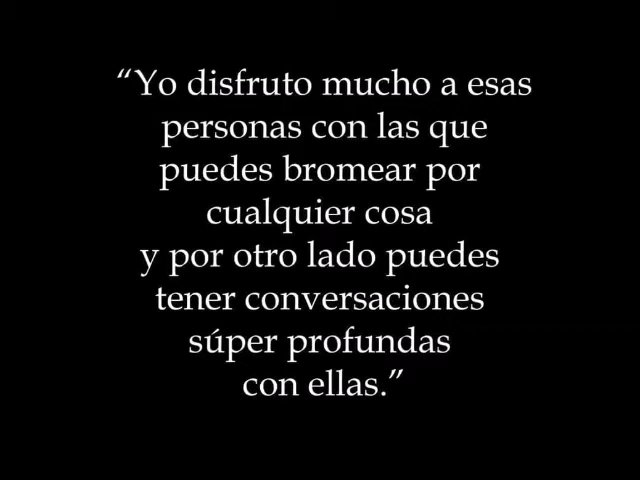 “Yo disfruto mucho a esas
personas con las que
puedes bromear por
cualquier cosa
y por otro lado puedes
tener conversaciones
súper profundas
con ellas.”